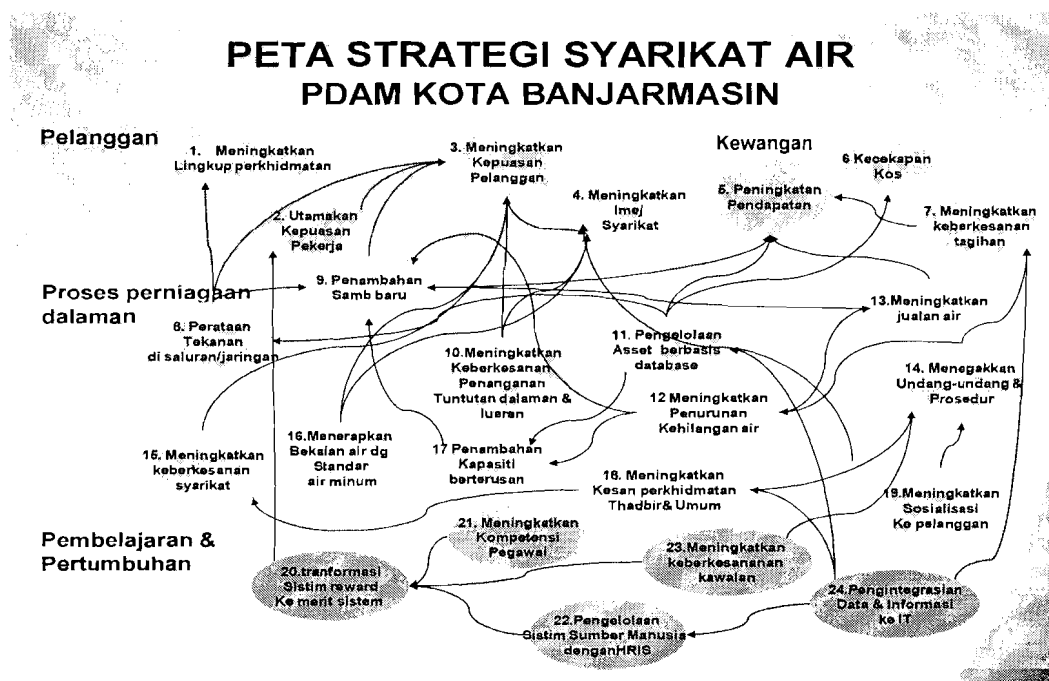 PETA STRATEGI SYARIKAT AIR
PDAM KOTA BANJARMASIN
Pelanggan
1. Meningkatkan
Lingkup perkhidmatan
3. Meningkatkan
Kepuasan
Pelanggan
Kewangan
6 Kecekapan
Kos
2. Utamakan
Kepuasan
Pekerja
4. Meningkatkan
Imej
Syarikat
5. Peningkatan
Pendapatan
7. Meningkatkan
keberkesanan
tagihan
Proses perniagaan
dalaman
9. Penambahan
Samb baru
13.Meningkatkan
jualan air
8. Perataan
Tekanan
di saluran/jaringan
10.Meningkatkan
Keberkesanan
Penanganan
Tuntutan dalaman &
luaran
11. Pengelolaan
Asset berbasis
database
14. Menegakkan
Undang-undang &
Prosedur
12 Meningkatkan
Penurunan
Kehilangan air
15. Meningkatkan
keberkesanan
syarikat
16.Menerapkan
Bekalan air dg
Standar
air minum
17 Penambahan
Kapasiti
berterusan
18. Meningkatkan
Kesan perkhidmatan
Thadbir& Umum
19.Meningkatkan
Sosialisasi
Ke pelanggan
Pembelajaran &
Pertumbuhan
21. Meningkatkan
Kompetensi
Pegawai
20.tranformasi
Sistim reward
Ke merit sistem
23.Meningkatkan
keberkesananan
kawalan
24.Pengintegrasian
Data & Informasi
ke IT
22.Pengelolaan
Sistim Sumber Manusia
denganHRIS